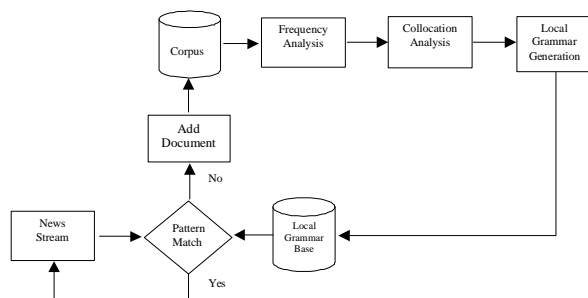 Corpus
Frequency
Analysis
Collocation
Analysis
Local
Grammar
Generation
Add
Document
No
News
Stream
Pattern
Match
Local
Grammar
Base
Yes